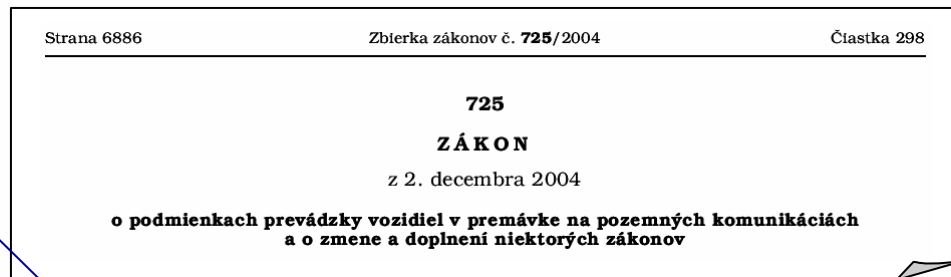 Strana 6886 Zbierka zákonov č. 725/2004 Čiastka 298
725
ZÁKON
z 2. decembra 2004
o podmienkach prevádzky vozidiel v premávke na pozemných komunikáciách
a o zmene a doplnení niektorých zákonov